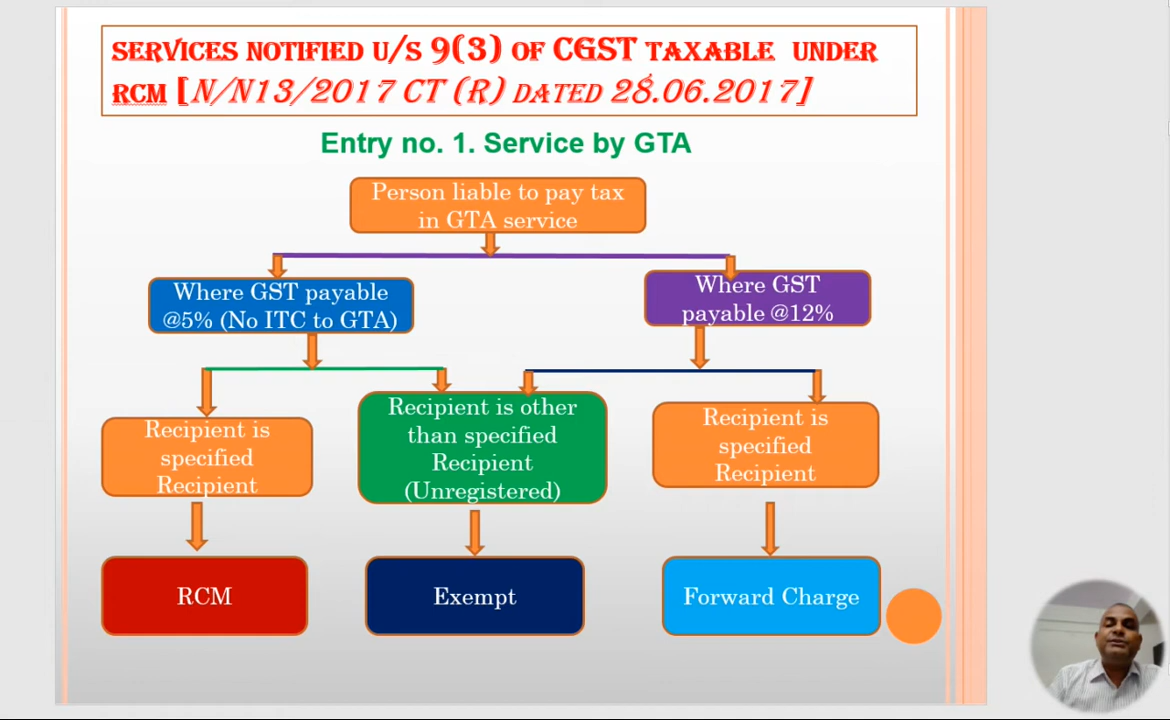 SERVICES NOTIFIED U/S 9(3) OF CGST TAXABLE UNDER
RCM [N/N13/2017 CT (R) DATED 28.06.2017]
Entry no. 1. Service by GTA
Person liable to pay tax
in GTA service
Where GST payable
@5% (No ITC to GTA)
Where GST
payable @12%
Recipient is
specified
Recipient
Recipient is other
than specified
Recipient
(Unregistered)
Recipient is
specified
Recipient
RCM
Exempt
Forward Charge